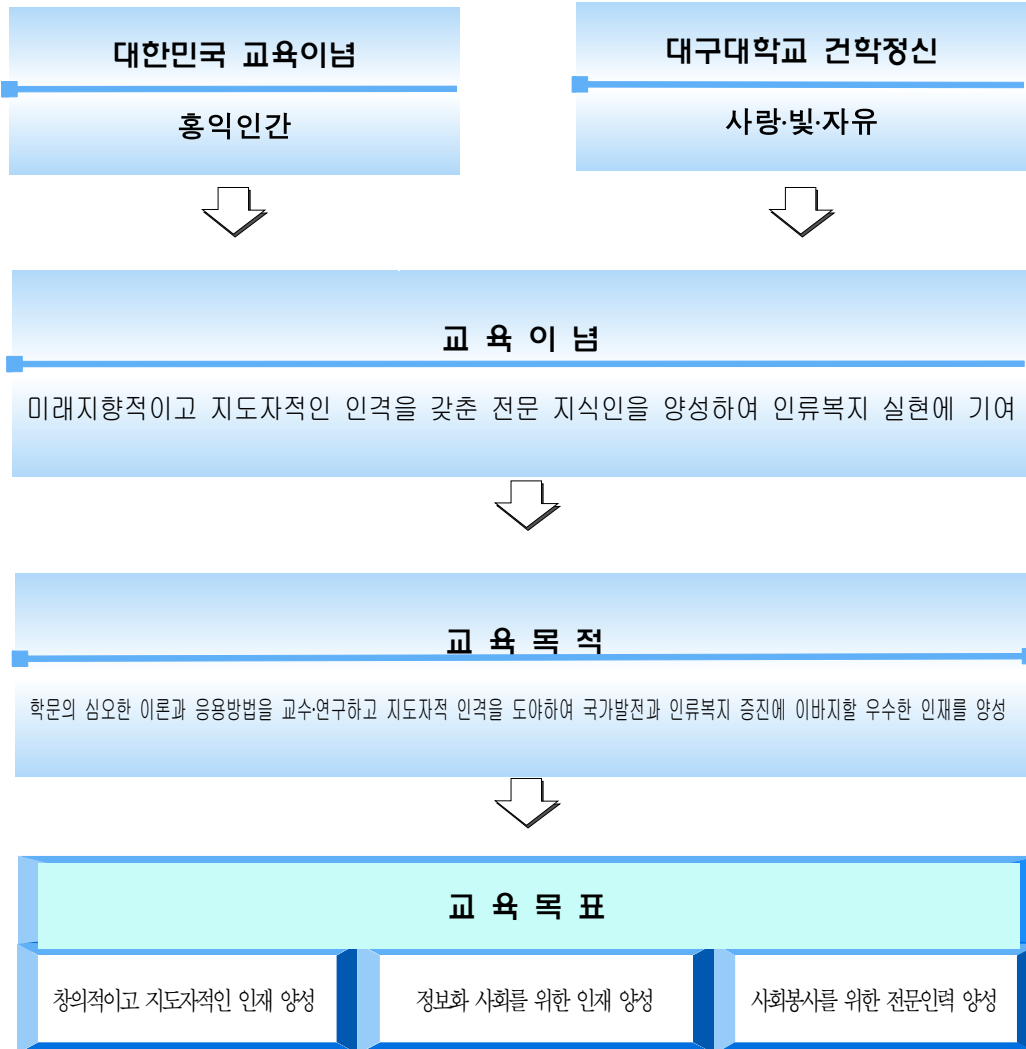 대한민국 교육이념
홍익인간
대구대학교 건학정신
사랑·빛·자유
교 육 이 념
미래지향적이고 지도자적인 인격을 갖춘 전문 지식인을 양성하여 인류복지 실현에 기여
교 육 목 적
학문의 심오한 이론과 응용방법을 교수·연구하고 지도자적 인격을 도야하여 국가발전과 인류복지 증진에 이바지할 우수한 인재를 양성
교 육 목 표
창의적이고 지도자적인 인재 양성
정보화 사회를 위한 인재 양성
사회봉사를 위한 전문인력 양성